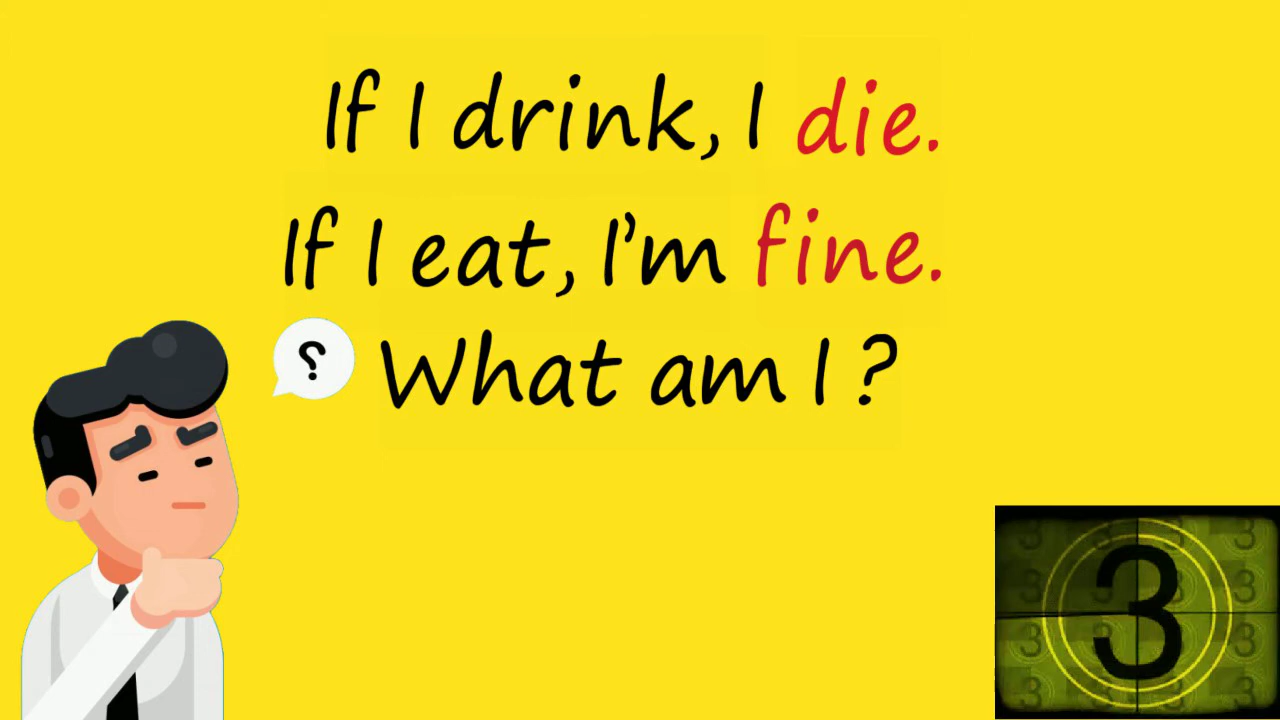 If I drink, I die.
If I eat, I'm fine.
? What am I ?
3